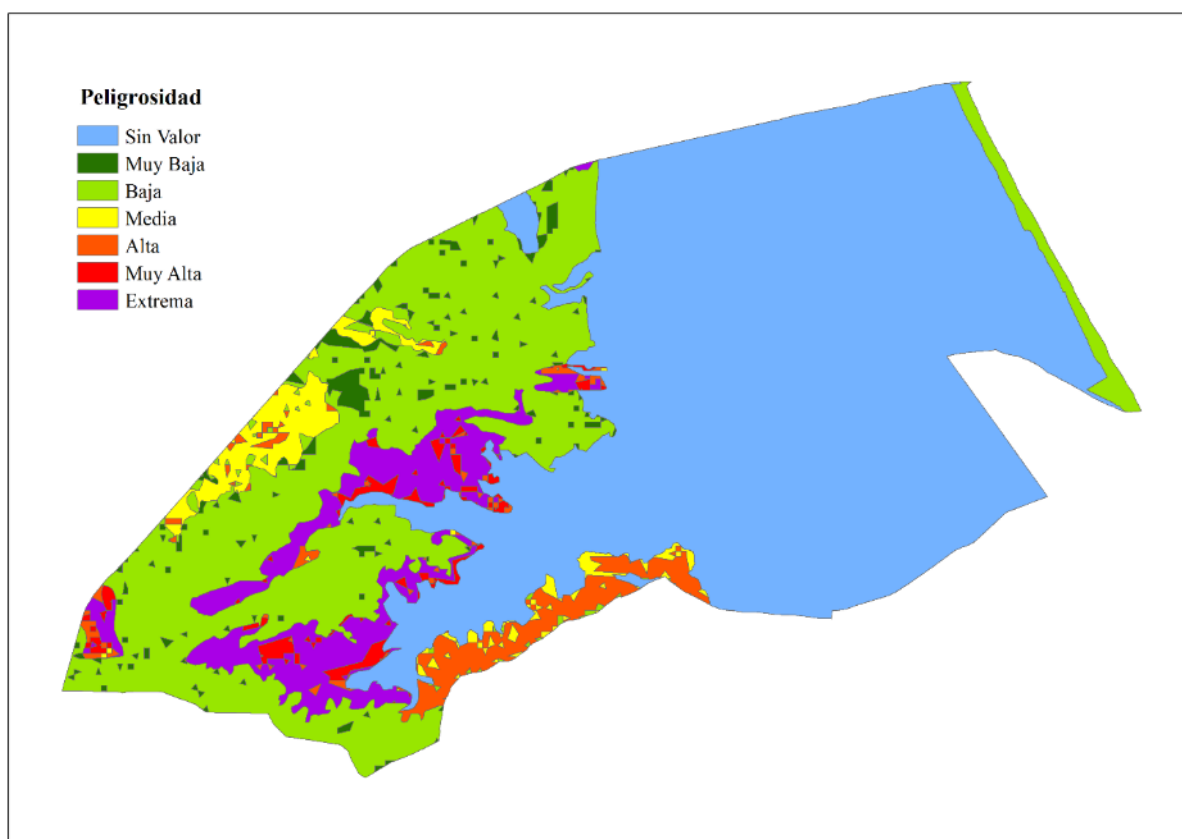 Peligrosidad
Sin Valor
Muy Baja
Baja
Media
Alta
Muy Alta
Extrema